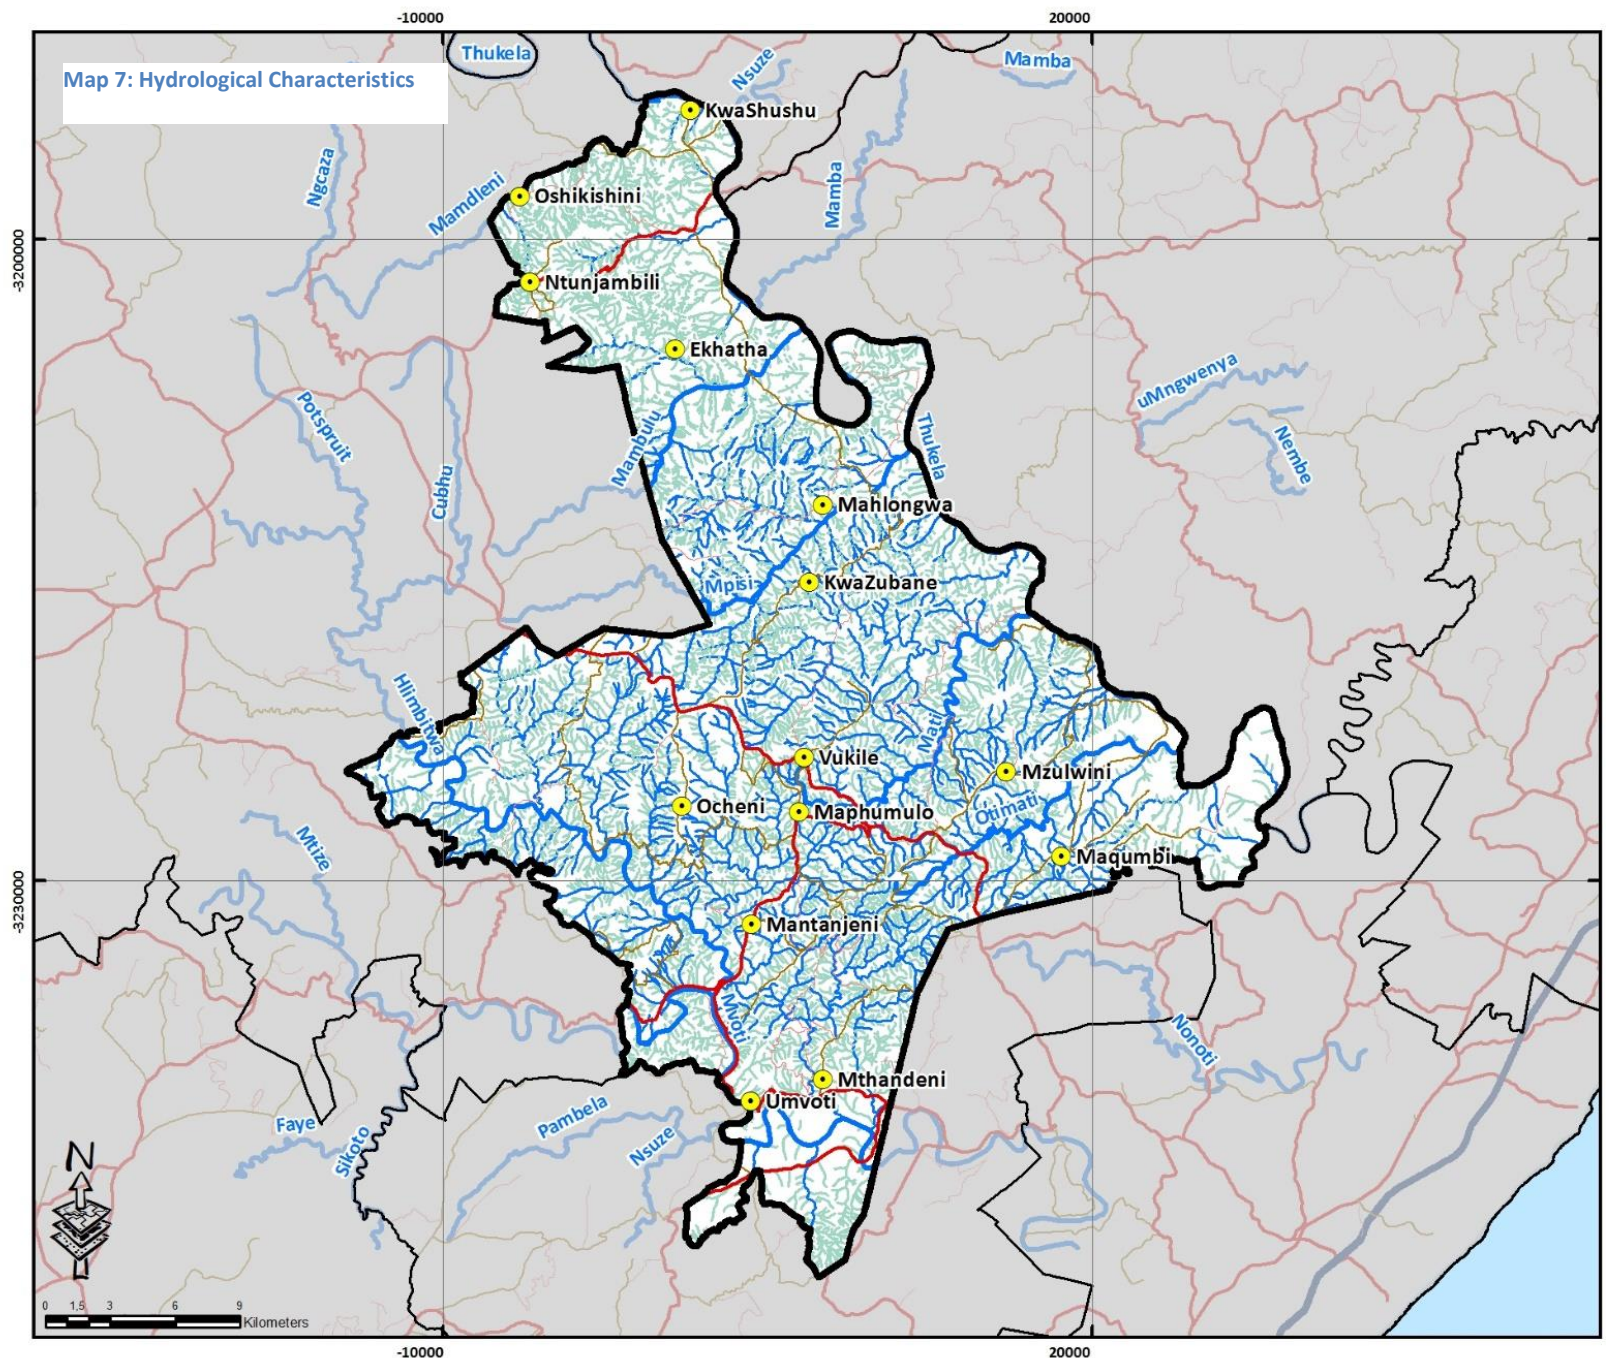 -10000
20000
Map 7: Hydrological Characteristics
Thukela
Nsuze
Mamba
KwaShushu
Ngcaza
Mamdleni
Oshikishini
Mamba
-3200000
Ntunjambili
Ekhatha
uMngwenya
Potspruit
Mambulu
Thukela
Nembe
Cubhu
Mahlongwa
Mpisi
KwaZubane
Hlimbitwa
Mati
Vukile
Mzulwini
Ocheni
Maphumulo
Otimati
Mtize
Maqumbi
-3230000
Mantanjeni
Mvoti
Nonoti
Mthandeni
Umvoti
Pambela
Faye
Sikoto
Nsuze
N
0 1,5 3 6 9
Kilometers
-10000
20000